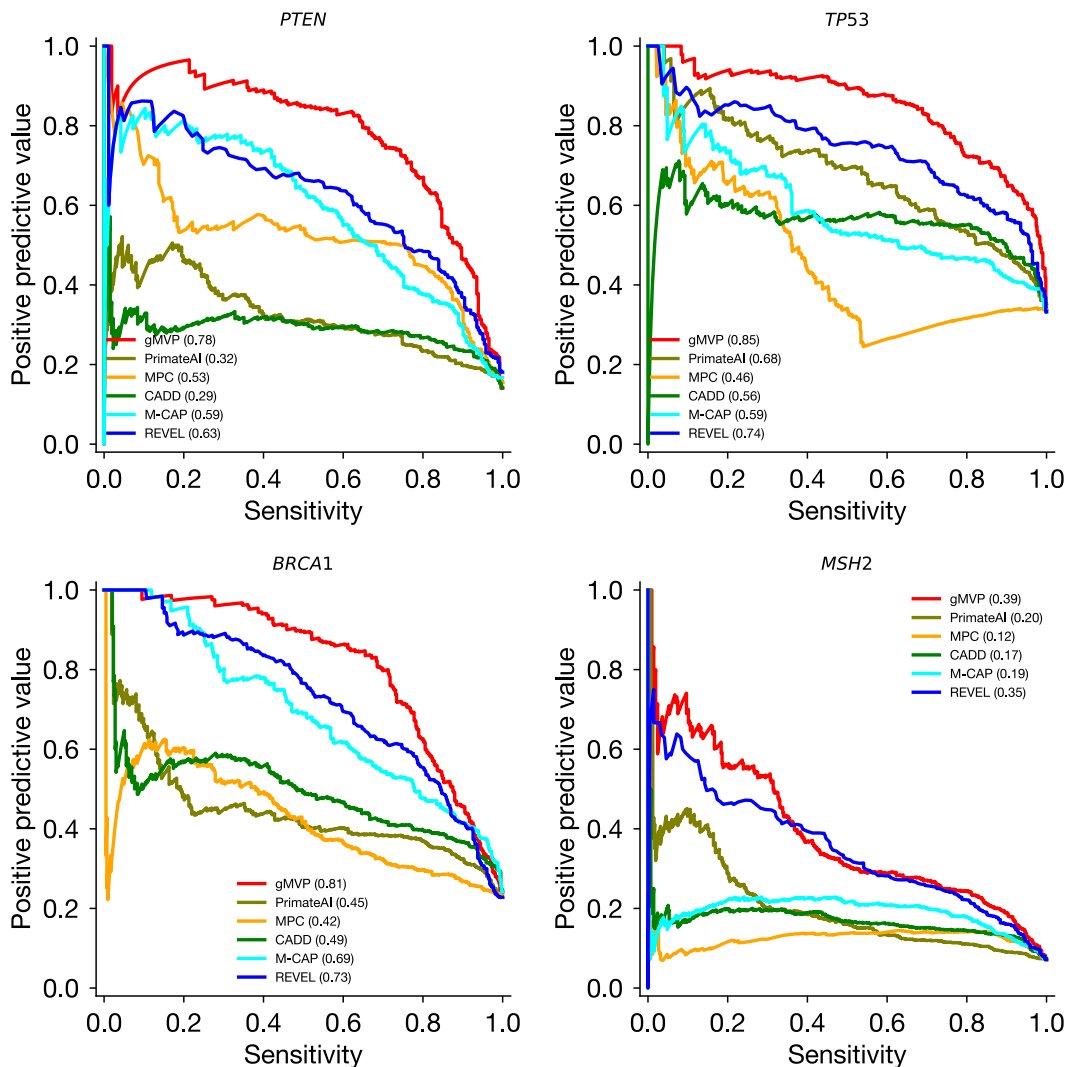 PTEN
1.0
0.8
0.6
0.4
0.2
0.0
Positive predictive value
gMVP (0.78)
PrimateAI (0.32)
MPC (0.53)
CADD (0.29)
M-CAP (0.59)
REVEL (0.63)
0.0 0.2 0.4 0.6 0.8 1.0
Sensitivity
TP53
1.0
0.8
0.6
0.4
0.2
0.0
Positive predictive value
gMVP (0.85)
PrimateAI (0.68)
MPC (0.46)
CADD (0.56)
M-CAP (0.59)
REVEL (0.74)
0.0 0.2 0.4 0.6 0.8 1.0
Sensitivity
BRCA1
1.0
0.8
0.6
0.4
0.2
0.0
Positive predictive value
gMVP (0.81)
PrimateAI (0.45)
MPC (0.42)
CADD (0.49)
M-CAP (0.69)
REVEL (0.73)
0.0 0.2 0.4 0.6 0.8 1.0
Sensitivity
MSH2
1.0
0.8
0.6
0.4
0.2
0.0
Positive predictive value
gMVP (0.39)
PrimateAI (0.20)
MPC (0.12)
CADD (0.17)
M-CAP (0.19)
REVEL (0.35)
0.0 0.2 0.4 0.6 0.8 1.0
Sensitivity